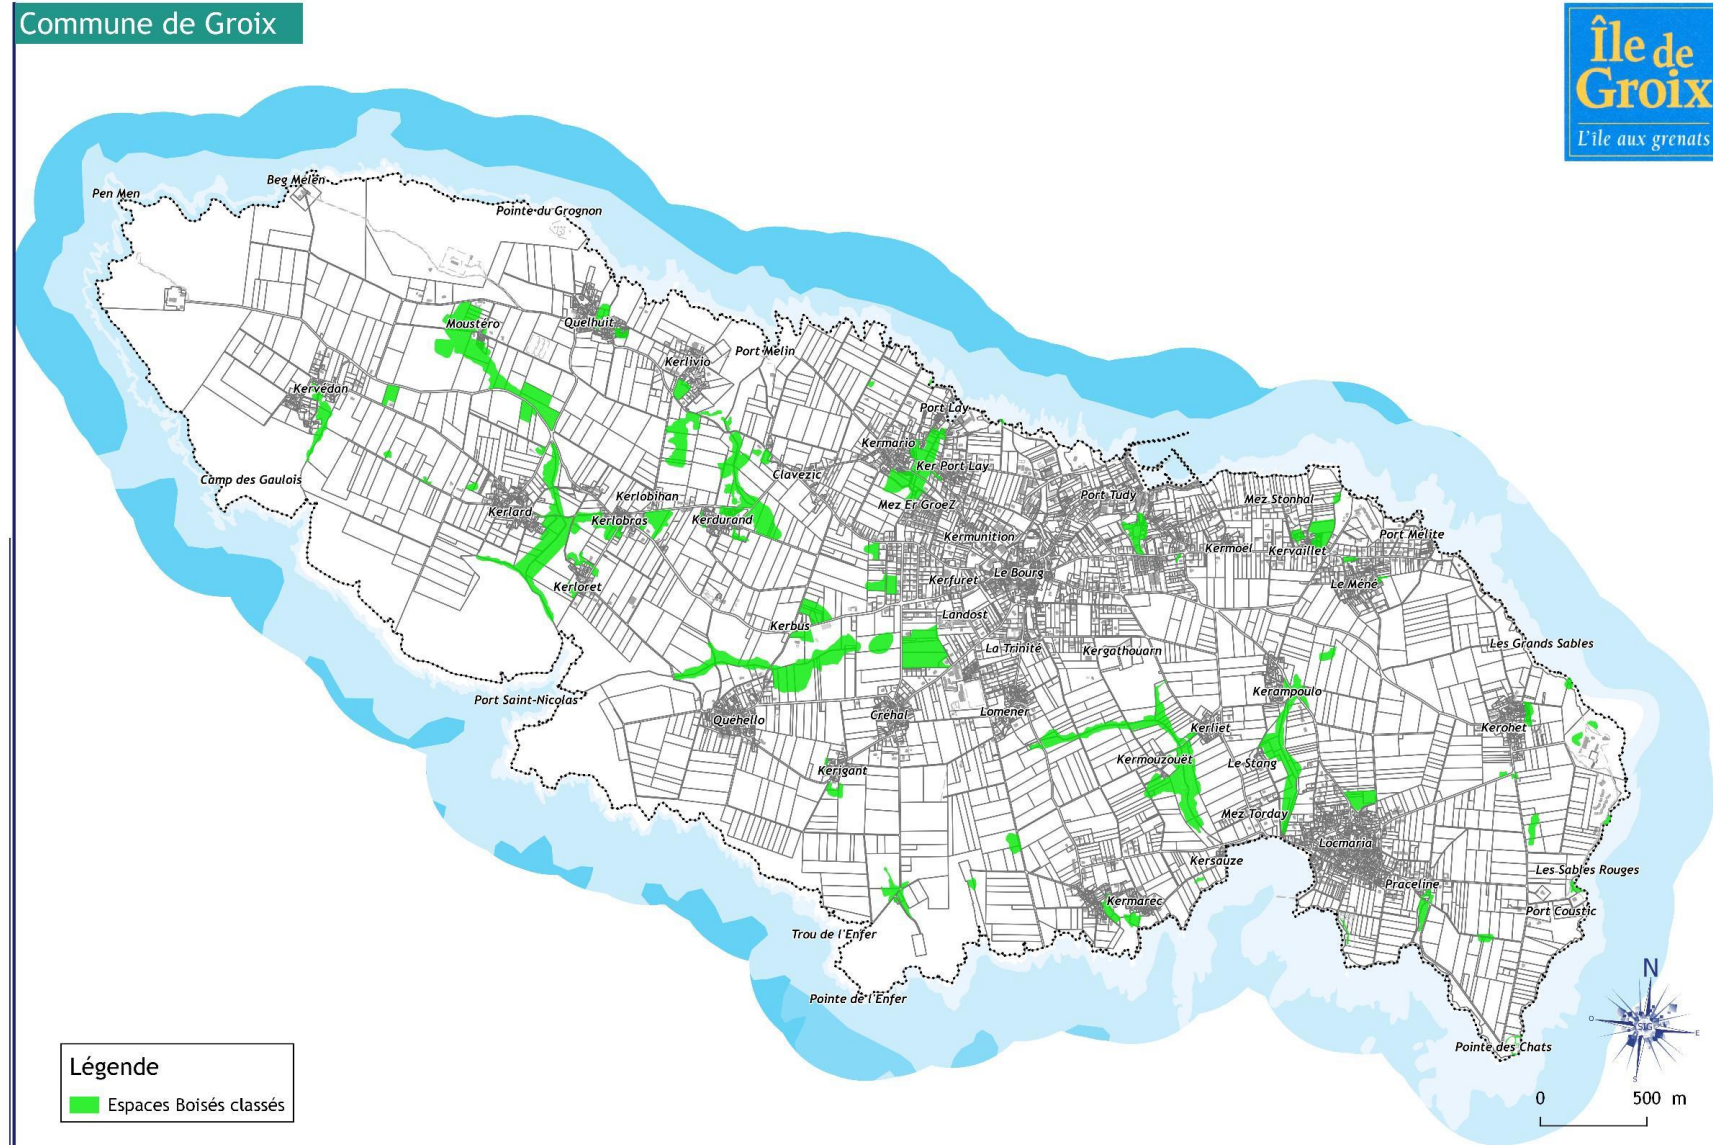 Commune de Groix
Île de
Groix
L'île aux grenats
Beg Melen
Pen Men
Pointe du Grognon
Moustéro
Quelhuit
Port Melin
Kerlivio
Kervédan
Port Lay
Kermario
Ker Port Lay
Clavezic
Camp des Gaulois
Kerlobihan
Port Tudy
Mez Stonhal
Mez Er GroeZ
Kerlard
Kerlobras
Kerdurand
Kermunition
Kermoel
Kervaillet
Port Mélite
Le Bourg
Kerfuret
Kerloret
Le Méné
Landost
Kerbus
La Trinité
Kergathouarn
Les Grands Sables
Port Saint-Nicolas
Kerampoulo
Quéhello
Créhal
Lomener
Kerliet
Kerohet
Kermouzouët
Le Stang
Kerigant
Mez Torday
Locmaria
Kersauze
Les Sables Rouges
Praceline
Kermarec
Port Coustic
Trou de l'Enfer
Pointe de l'Enfer
Pointe des Chats
N
O
SIG
E
S
Légende
Espaces Boisés classés
0 500 m